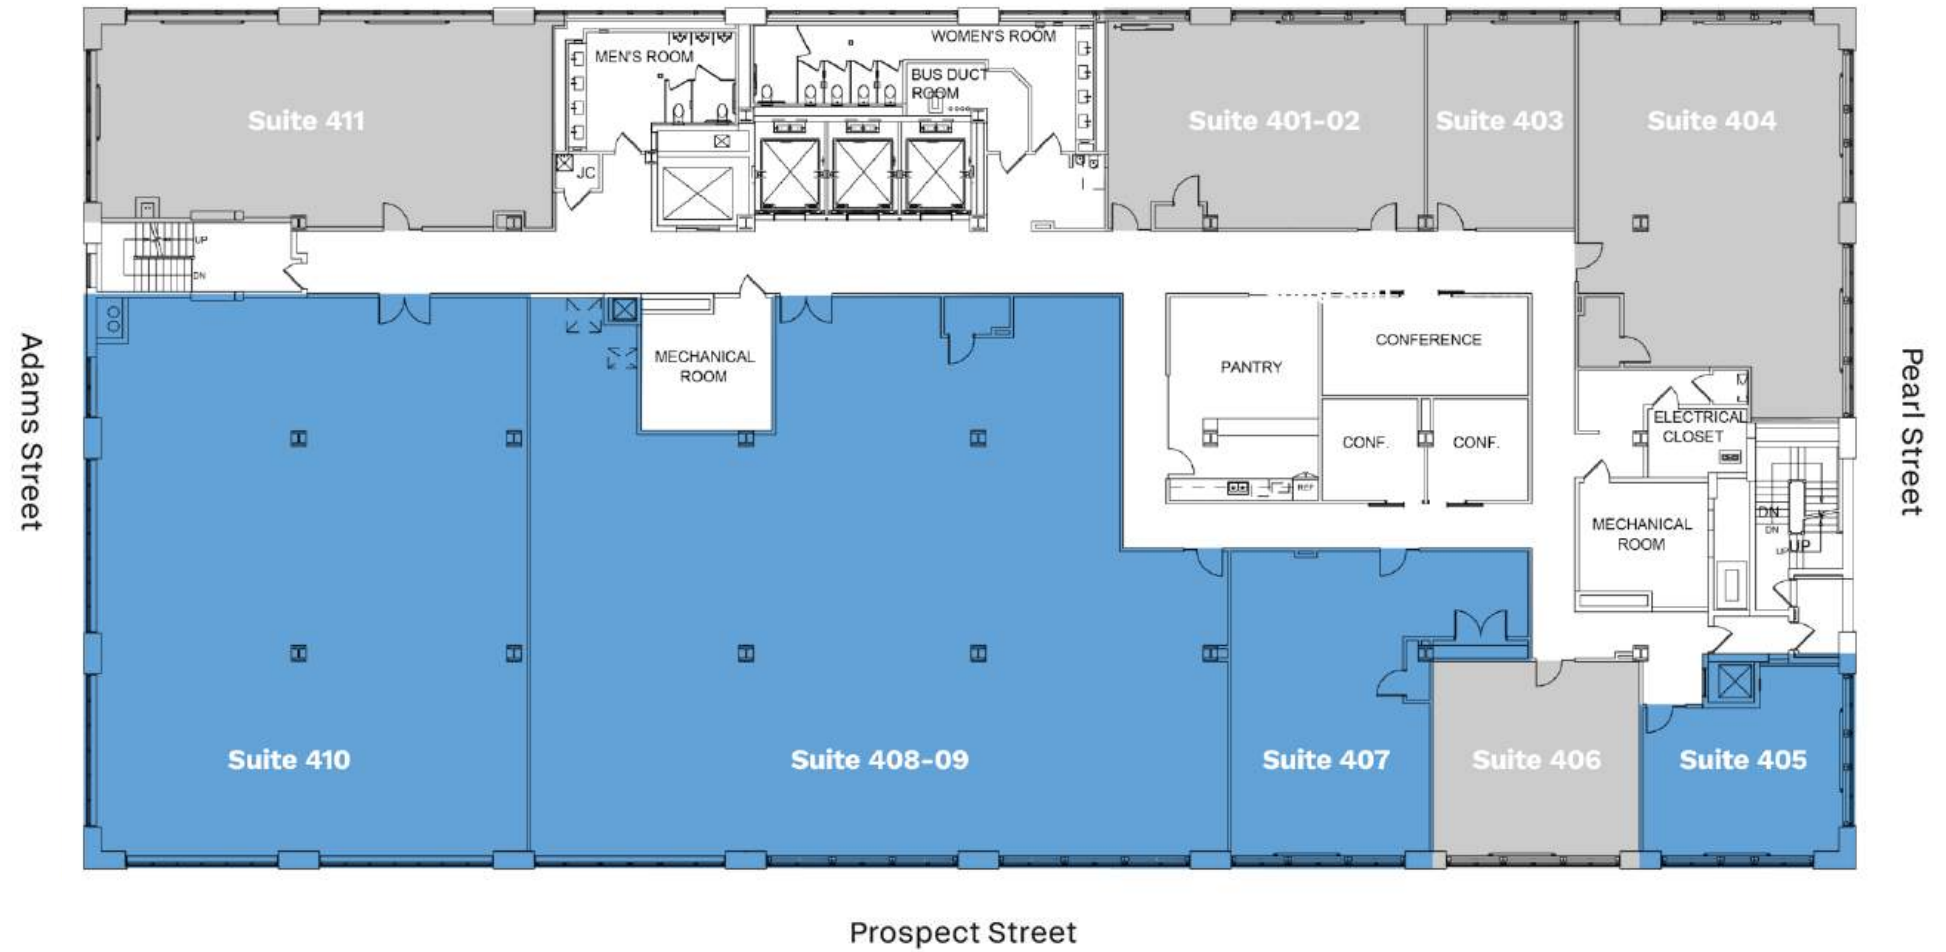 MEN'S ROOM
WOMEN'S ROOM
BUS DUCT
ROOM
Suite 411
Suite 401-02
Suite 403
Suite 404
JC
UP
DN
MECHANICAL
ROOM
PANTRY
CONFERENCE
CONF.
CONF.
REF
ELECTRICAL
CLOSET
MECHANICAL
ROOM
DN
DN
UP
UP
Adams Street
Pearl Street
Suite 410
Suite 408-09
Suite 407
Suite 406
Suite 405
Prospect Street